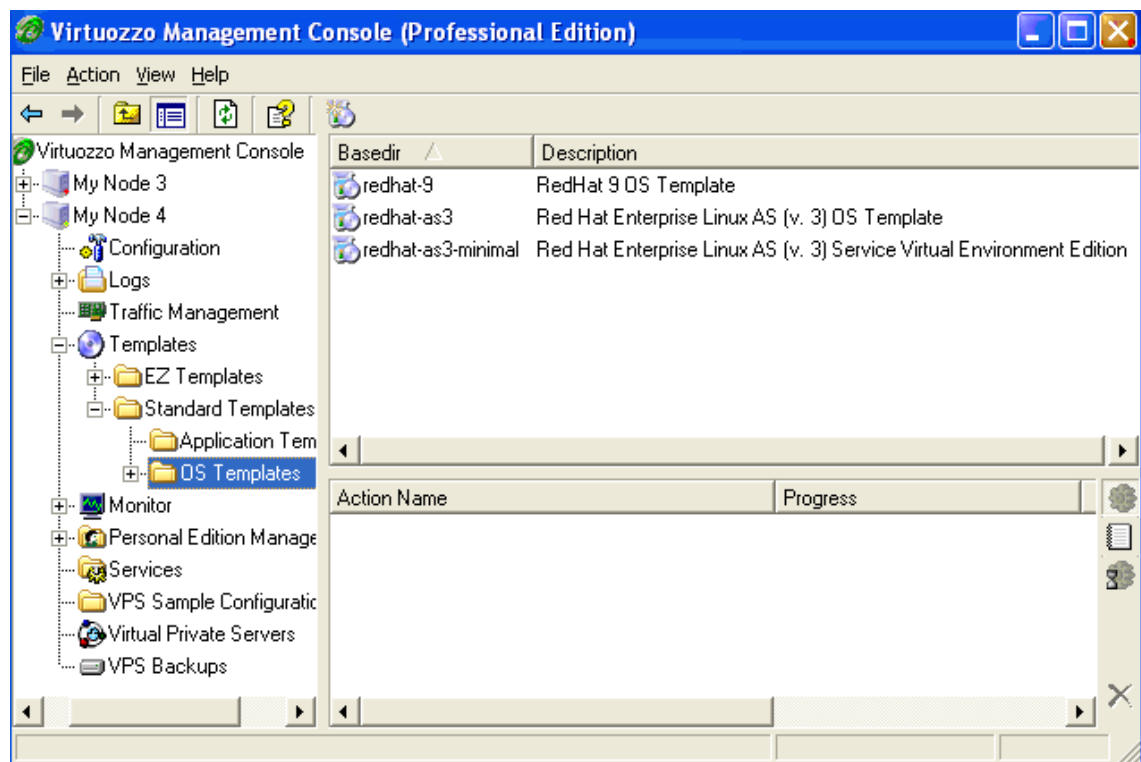 Virtuozzo Management Console (Professional Edition)
File Action View Help
Virtuozzo Management Console
My Node 3
My Node 4
Configuration
Logs
Traffic Management
Templates
EZ Templates
Standard Templates
Application Tem
OS Templates
Monitor
Personal Edition Manage
Services
VPS Sample Configuratic
Virtual Private Servers
VPS Backups
Basedir Description
redhat-9 RedHat 9 OS Template
redhat-as3 Red Hat Enterprise Linux AS (v. 3) OS Template
redhat-as3-minimal Red Hat Enterprise Linux AS (v. 3) Service Virtual Environment Edition
Action Name Progress